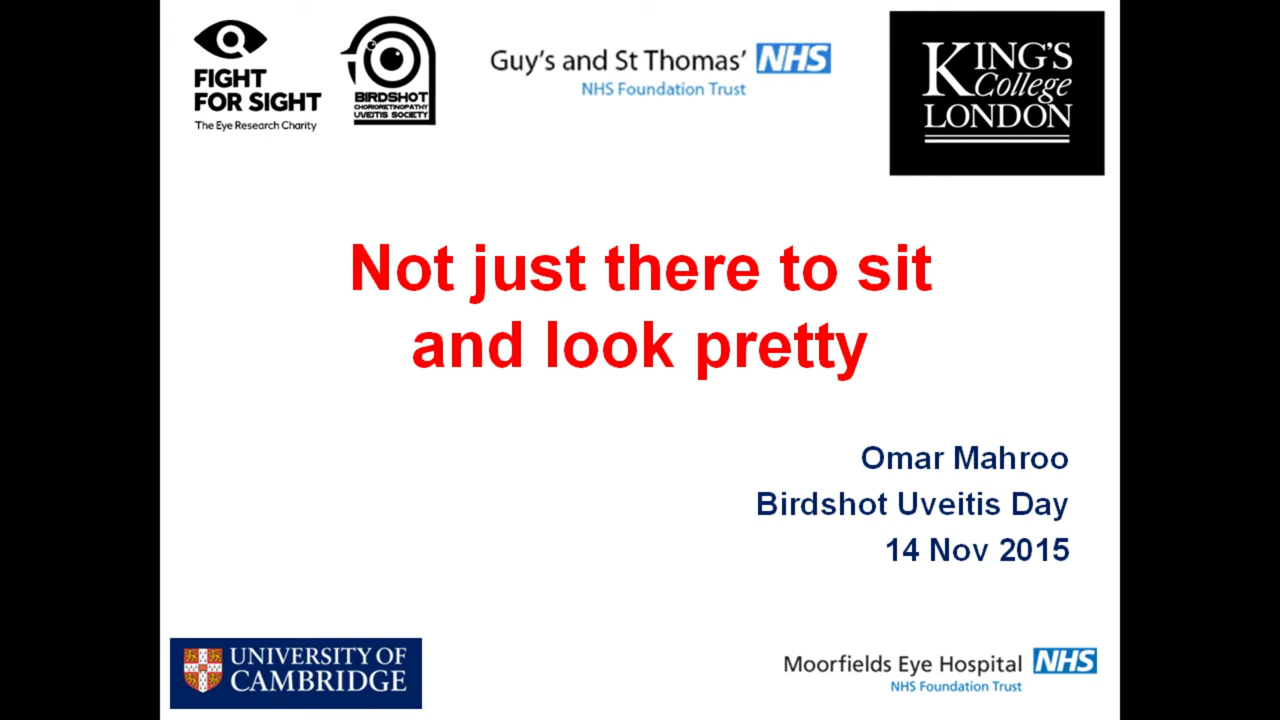 FIGHT
FOR SIGHT
The Eye Research Charity
BIRDSHOT
CHORIORETINOPATHY
UVEITIS SOCIETY
Guy's and St Thomas' NHS
NHS Foundation Trust
KING'S
College
LONDON
Not just there to sit
and look pretty
Omar Mahroo
Birdshot Uveitis Day
14 Nov 2015
UNIVERSITY OF
CAMBRIDGE
Moorfields Eye Hospital NHS
NHS Foundation Trust